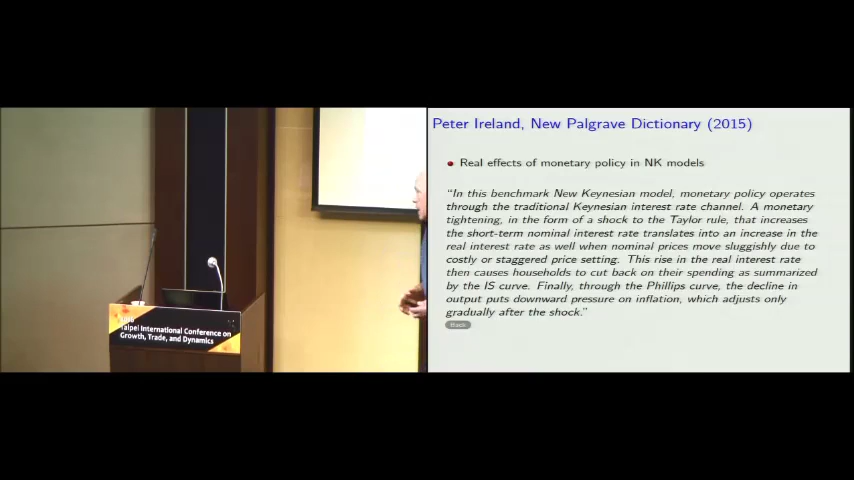 Peter Ireland, New Palgrave Dictionary (2015)
Real effects of monetary policy in NK models
“In this benchmark New Keynesian model, monetary policy operates
through the traditional Keynesian interest rate channel. A monetary
tightening, in the form of a shock to the Taylor rule, that increases
the short-term nominal interest rate translates into an increase in the
real interest rate as well when nominal prices move sluggishly due to
costly or staggered price setting. This rise in the real interest rate
then causes households to cut back on their spending as summarized
by the IS curve. Finally, through the Phillips curve, the decline in
output puts downward pressure on inflation, which adjusts only
gradually after the shock.”
Taipei International Conference on
Growth, Trade, and Dynamics